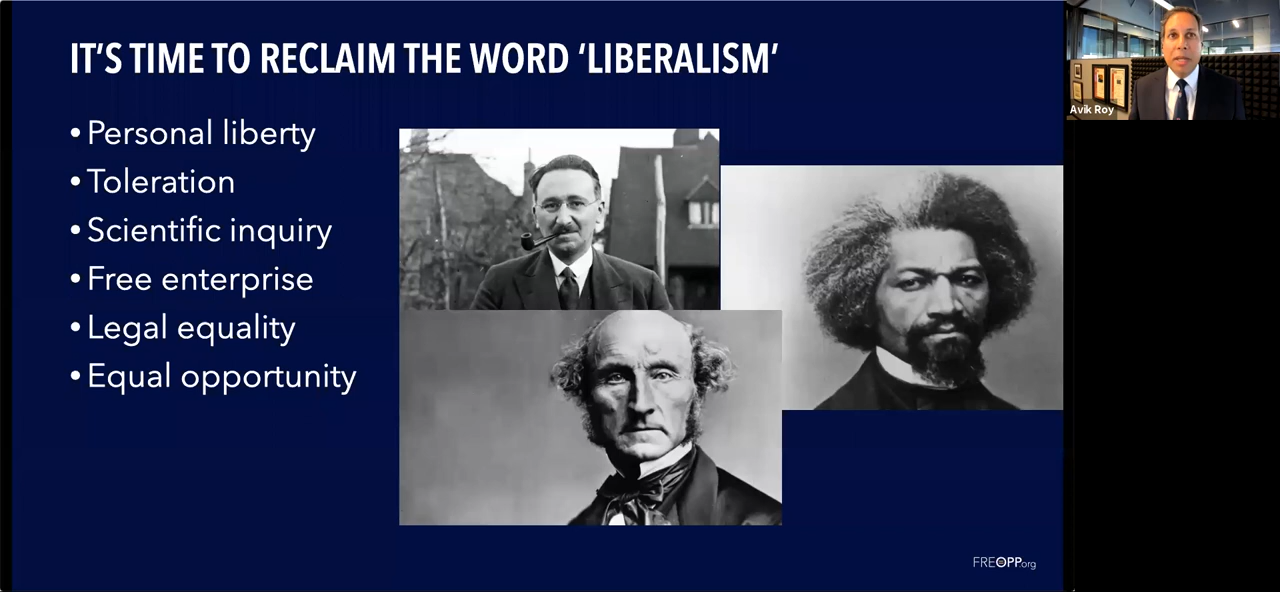 IT'S TIME TO RECLAIM THE WORD ‘LIBERALISM’
• Personal liberty
• Toleration
• Scientific inquiry
• Free enterprise
• Legal equality
• Equal opportunity
FREOPP.org
Avik Roy